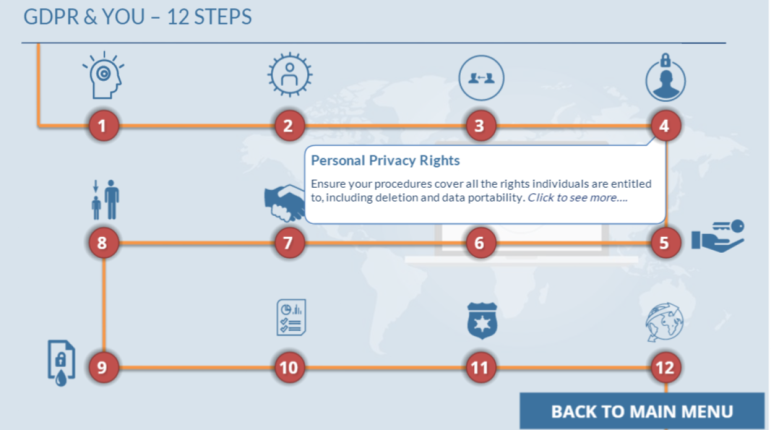 GDPR & YOU – 12 STEPS
1
2
3
4
Personal Privacy Rights
Ensure your procedures cover all the rights individuals are entitled
to, including deletion and data portability. Click to see more....
8
7
6
5
9
10
11
12
BACK TO MAIN MENU